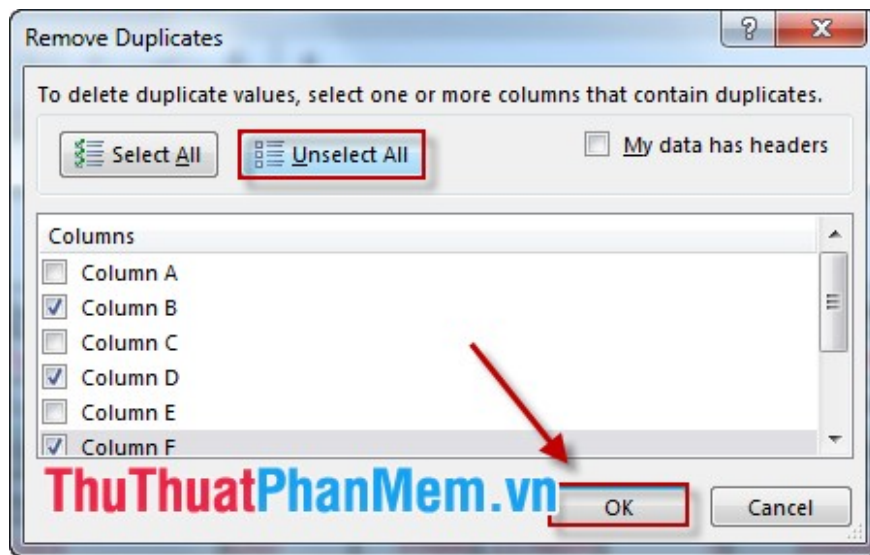 Remove Duplicates
To delete duplicate values, select one or more columns that contain duplicates.
Select All Unselect All My data has headers
Columns
Column A
Column B
Column C
Column D
Column E
Column F
ThuThuatPhanMem.vn
OK Cancel